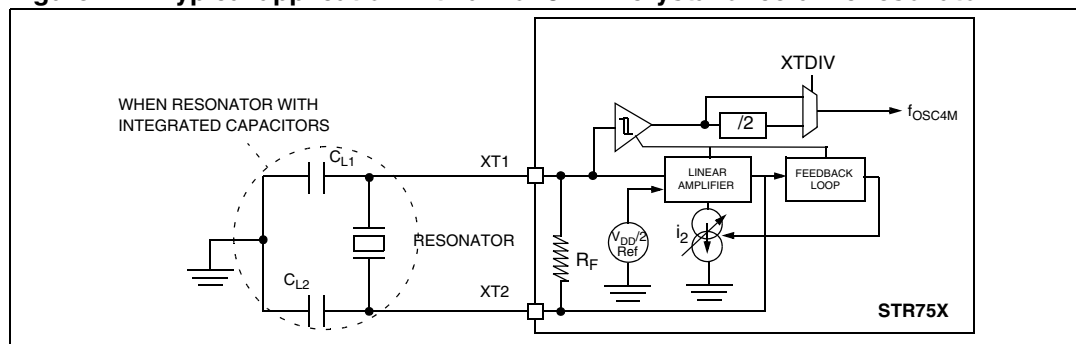 WHEN RESONATOR WITH
INTEGRATED CAPACITORS
CL1
XT1
RESONATOR
CL2
XT2
RF
VDD/2
Ref
LINEAR
AMPLIFIER
i2
FEEDBACK
LOOP
XTDIV
/2
fOSC4M
STR75X